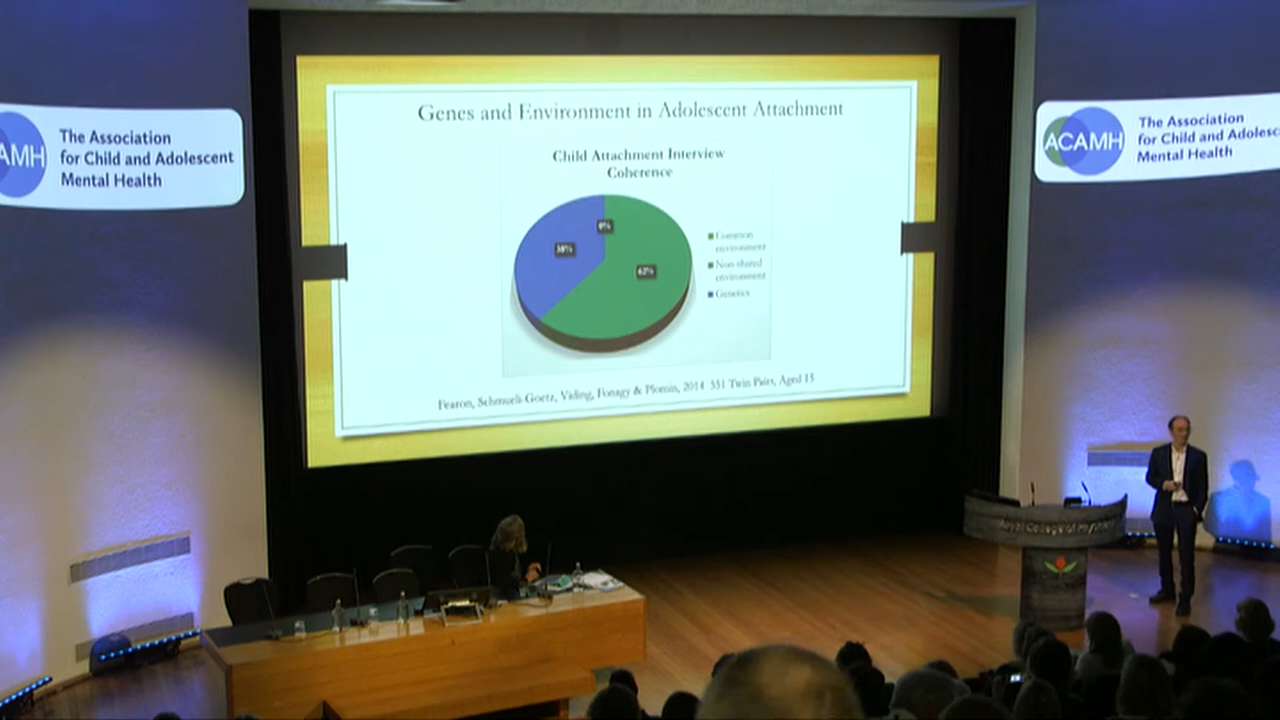 Genes and Environment in Adolescent Attachment
Child Attachment Interview
Coherence
0%
38%
62%
Common
environment
Non-shared
environment
Genetics
Fearon, Schmueli-Goetz, Viding, Fonagy & Plomin, 2014 551 Twin Pairs, Aged 15
AMH
The Association
for Child and Adolescent
Mental Health
ACAMH
The Association
for Child and Adolesc
Mental Health
Royal College of Physicians